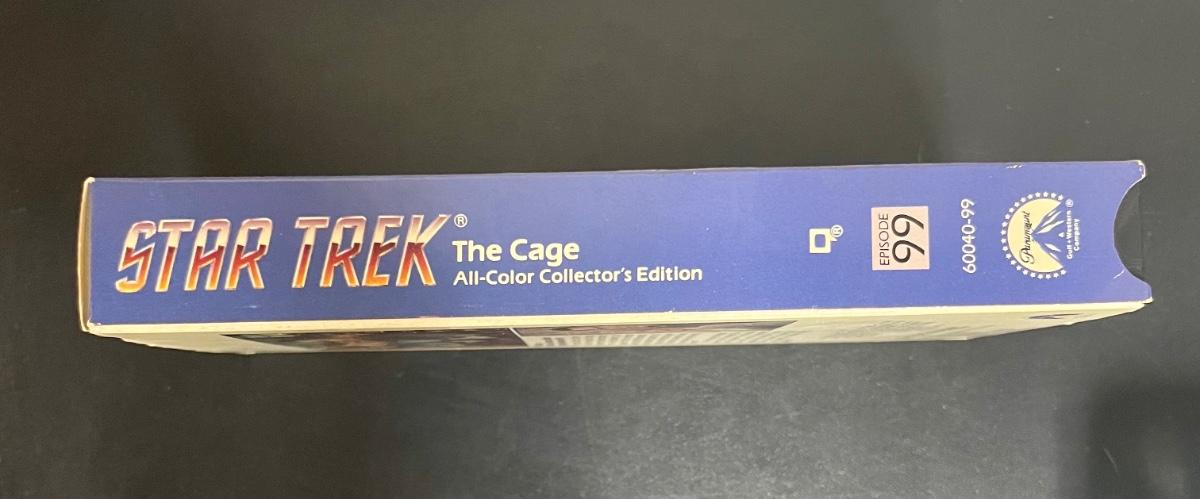 STAR TREK®
The Cage
All-Color Collector's Edition
®
EPISODE
99
60040-99
Paramount
A
Gulf+Western
Company
®